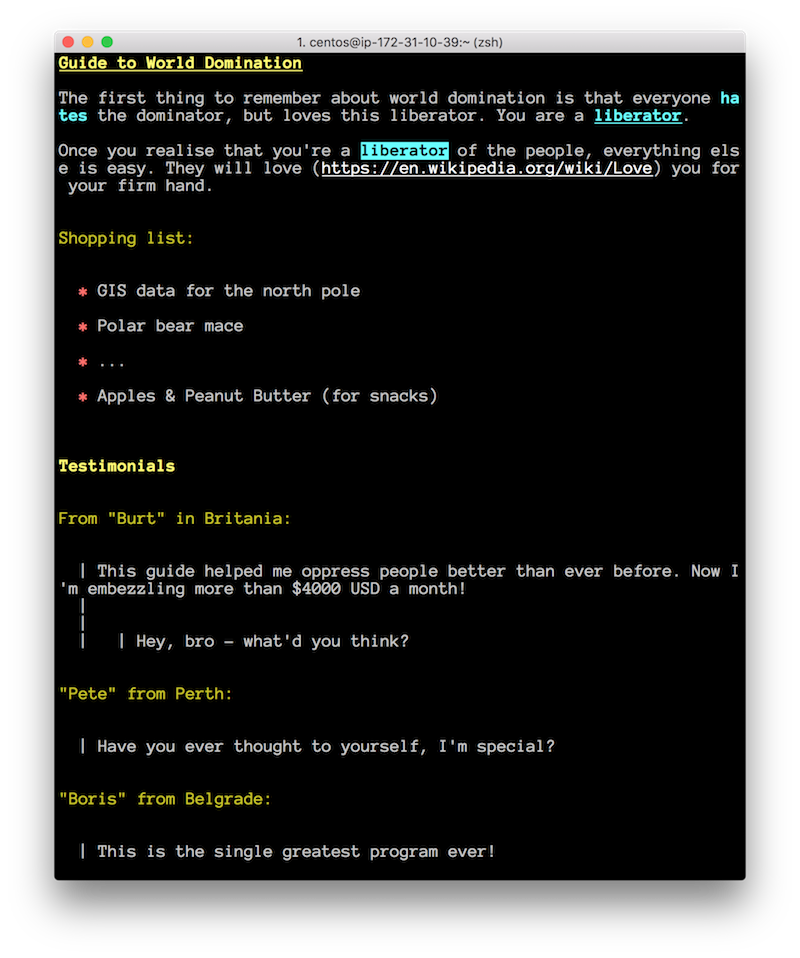 1. centos@ip-172-31-10-39:~ (zsh)
Guide to World Domination
The first thing to remember about world domination is that everyone ha
tes the dominator, but loves this liberator. You are a liberator.
Once you realise that you're a liberator of the people, everything els
e is easy. They will love (https://en.wikipedia.org/wiki/Love) you for
 your firm hand.
Shopping list:
* GIS data for the north pole
* Polar bear mace
* ...
* Apples & Peanut Butter (for snacks)
Testimonials
From "Burt" in Britania:
| This guide helped me oppress people better than ever before. Now I
'm embezzling more than $4000 USD a month!
|
|
|   | Hey, bro – what'd you think?
"Pete" from Perth:
| Have you ever thought to yourself, I'm special?
"Boris" from Belgrade:
| This is the single greatest program ever!